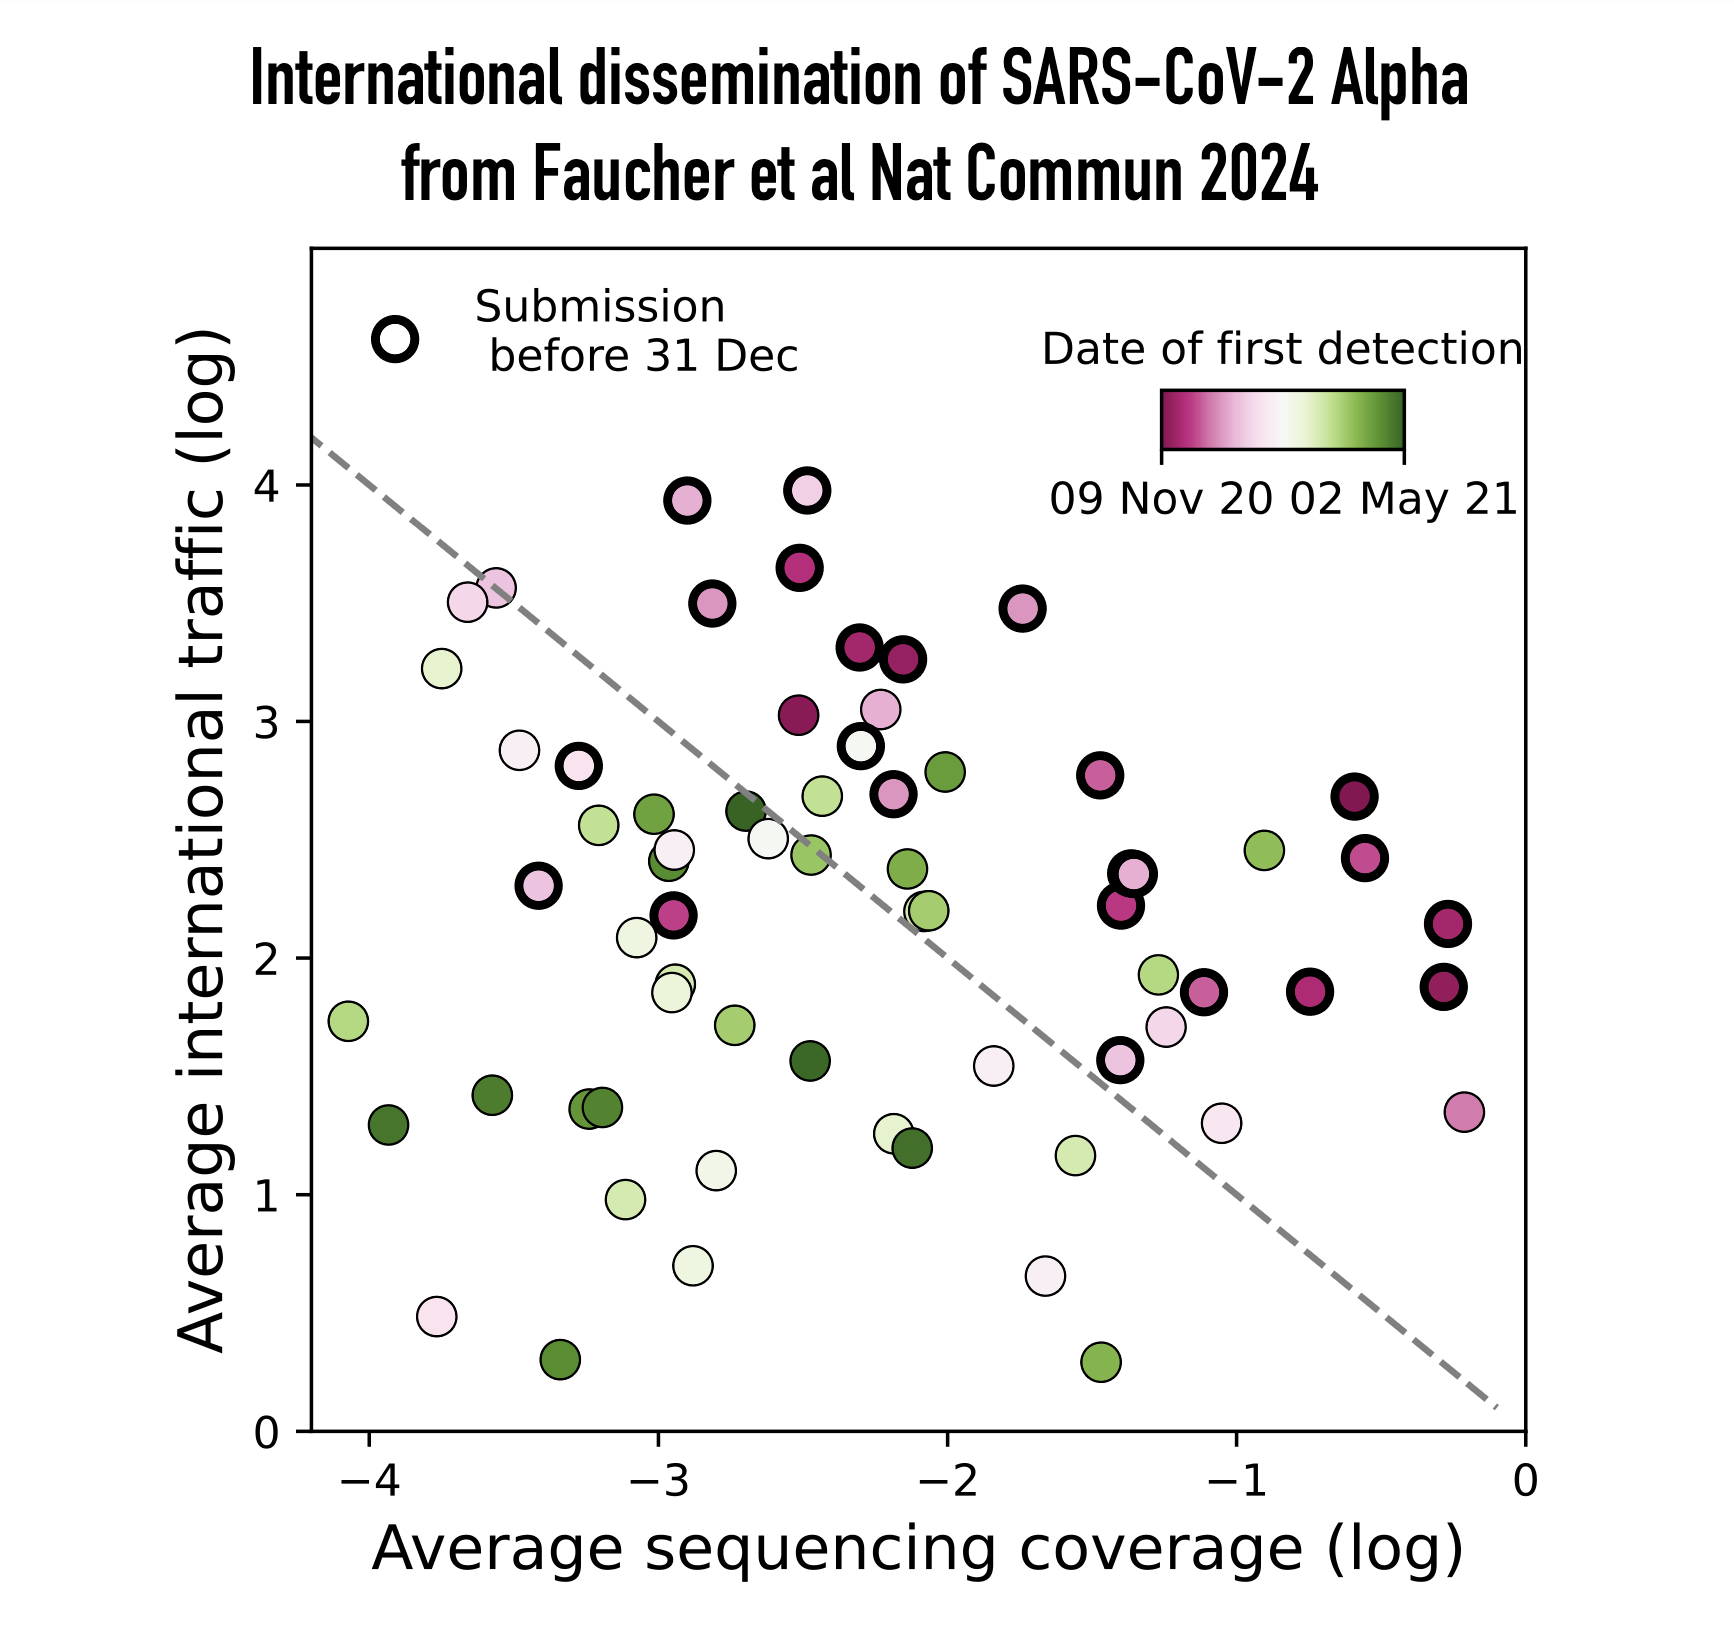 International dissemination of SARS-CoV-2 Alpha
from Faucher et al Nat Commun 2024
Submission
before 31 Dec
Date of first detection
09 Nov 20 02 May 21
Average international traffic (log)
4
3
2
1
0
−4 −3 −2 −1 0
Average sequencing coverage (log)